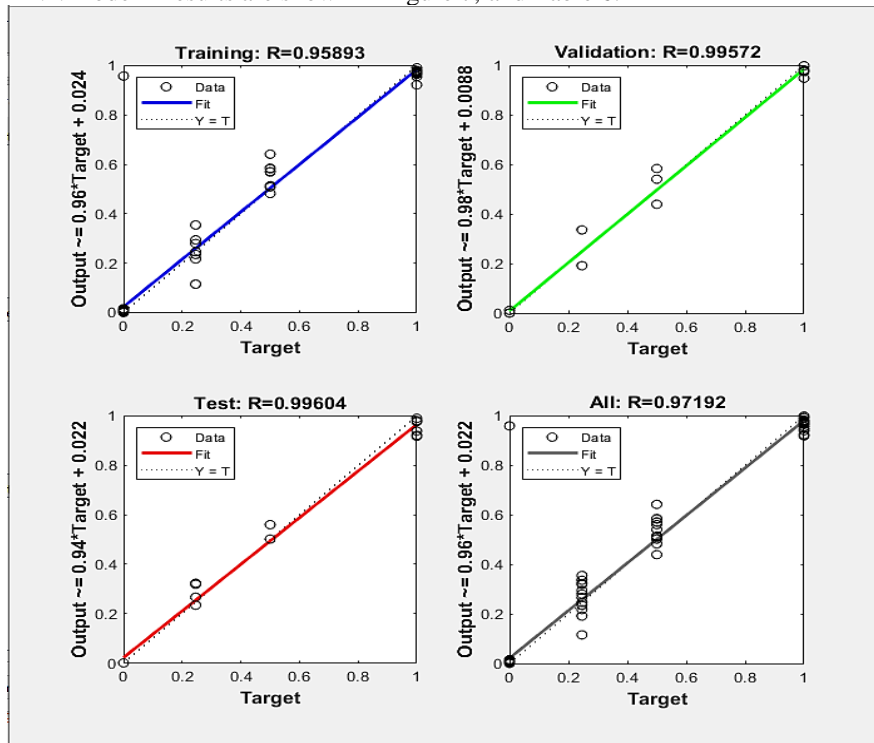 Training: R=0.95893
Output ~= 0.96*Target + 0.024
1
0.8
0.6
0.4
0.2
0
Data
Fit
Y = T
0 0.2 0.4 0.6 0.8 1
Target
Validation: R=0.99572
Output ~= 0.98*Target + 0.0088
1
0.8
0.6
0.4
0.2
0
Data
Fit
Y = T
0 0.2 0.4 0.6 0.8 1
Target
Test: R=0.99604
Output ~= 0.94*Target + 0.022
1
0.8
0.6
0.4
0.2
0
Data
Fit
Y = T
0 0.2 0.4 0.6 0.8 1
Target
All: R=0.97192
Output ~= 0.96*Target + 0.022
1
0.8
0.6
0.4
0.2
0
Data
Fit
Y = T
0 0.2 0.4 0.6 0.8 1
Target